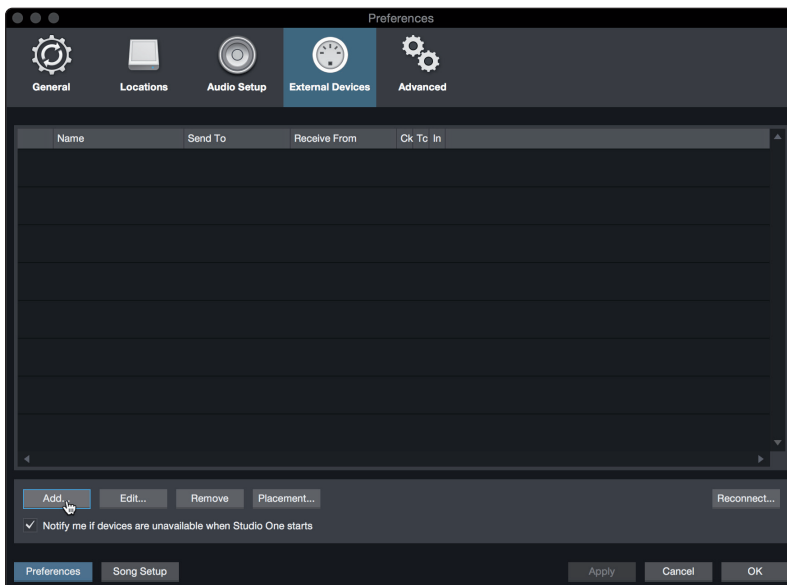 Preferences
General Locations Audio Setup External Devices Advanced
Name Send To Receive From Ck Tc In
Add... Edit... Remove Placement... Reconnect...
Notify me if devices are unavailable when Studio One starts
Preferences Song Setup Apply Cancel OK